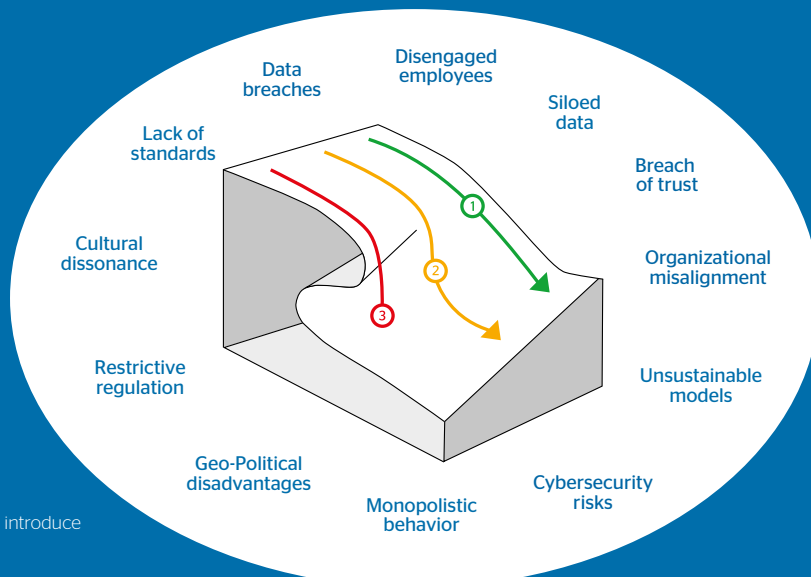 Data
breaches
Disengaged
employees
Siloed
data
Lack of
standards
Breach
of trust
1
Cultural
dissonance
Organizational
misalignment
2
3
Restrictive
regulation
Unsustainable
models
Geo-Political
disadvantages
Cybersecurity
risks
Monopolistic
behavior
introduce